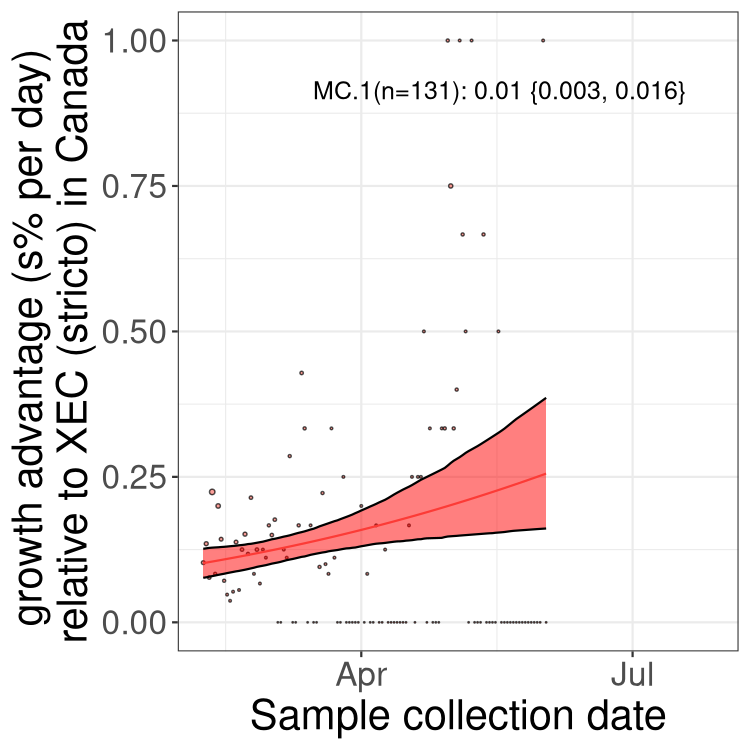 growth advantage (s% per day)
relative to XEC (stricto) in Canada
1.00
0.75
0.50
0.25
0.00
MC.1(n=131): 0.01 {0.003, 0.016}
Apr
Jul
Sample collection date